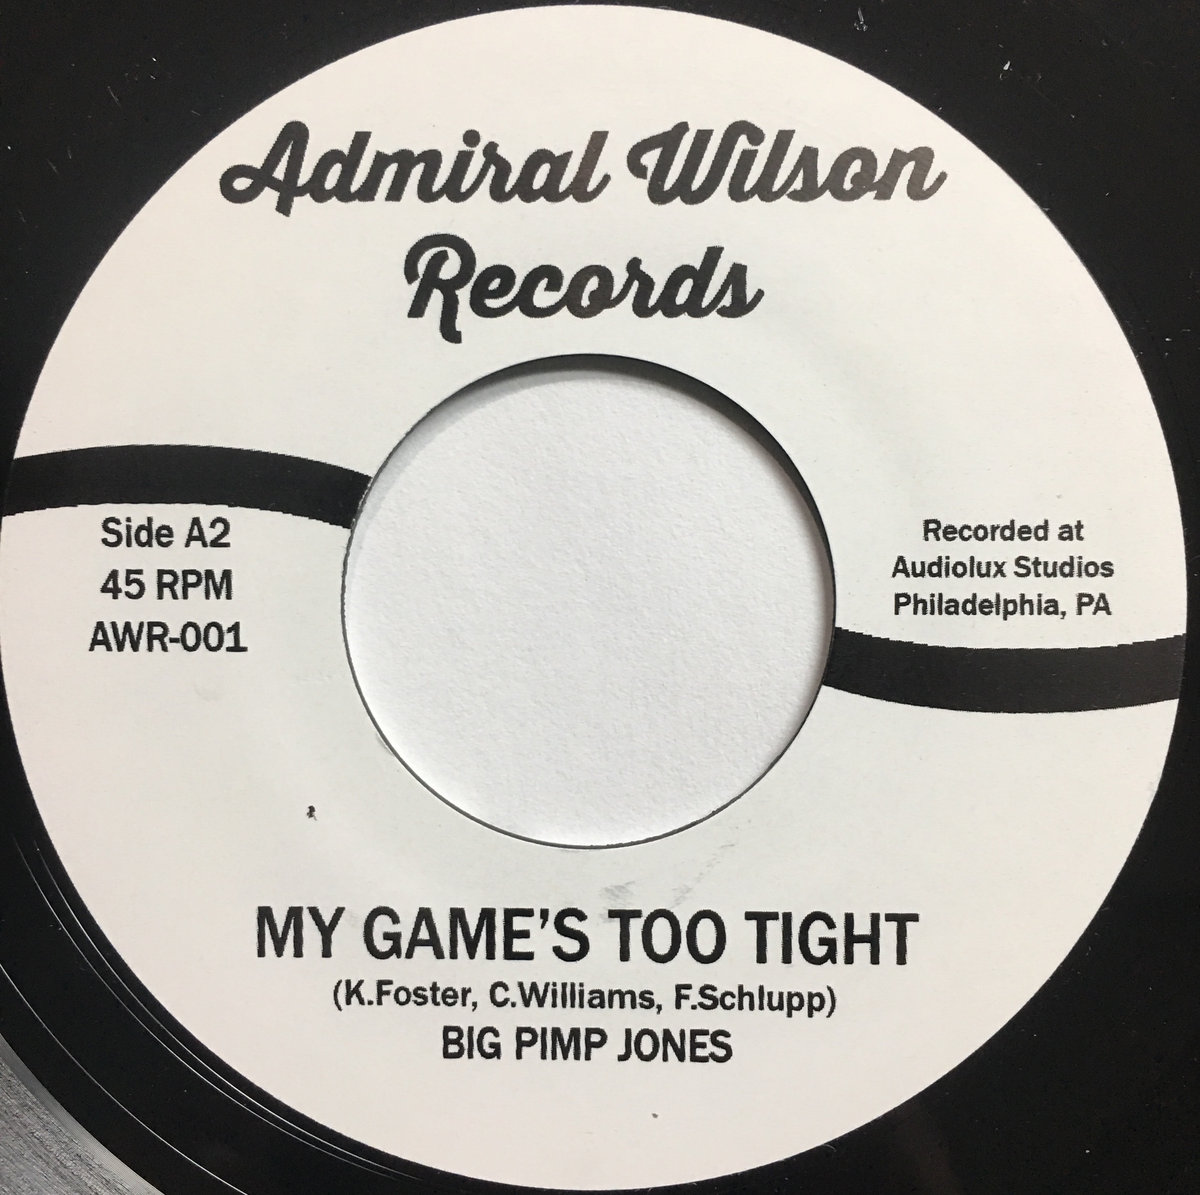 Admiral Wilson
Records
Side A2
45 RPM
AWR-001
Recorded at
Audiolux Studios
Philadelphia, PA
MY GAME'S TOO TIGHT
(K.Foster, C.Williams, F.Schlupp)
BIG PIMP JONES